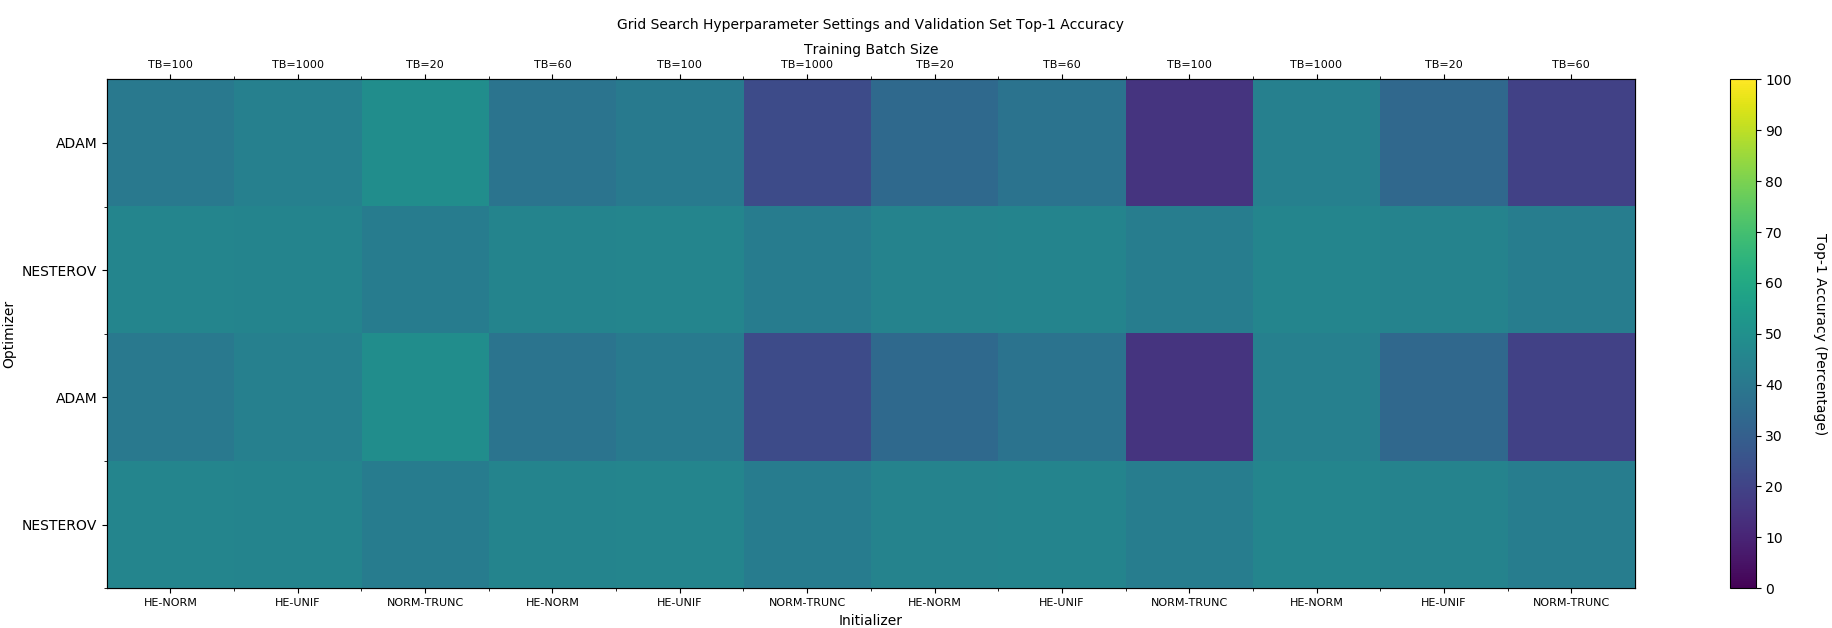 Grid Search Hyperparameter Settings and Validation Set Top-1 Accuracy
Training Batch Size
TB=100 TB=1000 TB=20 TB=60 TB=100 TB=1000 TB=20 TB=60 TB=100 TB=1000 TB=20 TB=60
Optimizer
ADAM
NESTEROV
ADAM
NESTEROV
HE-NORM HE-UNIF NORM-TRUNC HE-NORM HE-UNIF NORM-TRUNC HE-NORM HE-UNIF NORM-TRUNC HE-NORM HE-UNIF NORM-TRUNC
Initializer
100
90
80
70
60
50
40
30
20
10
0
Top-1 Accuracy (Percentage)